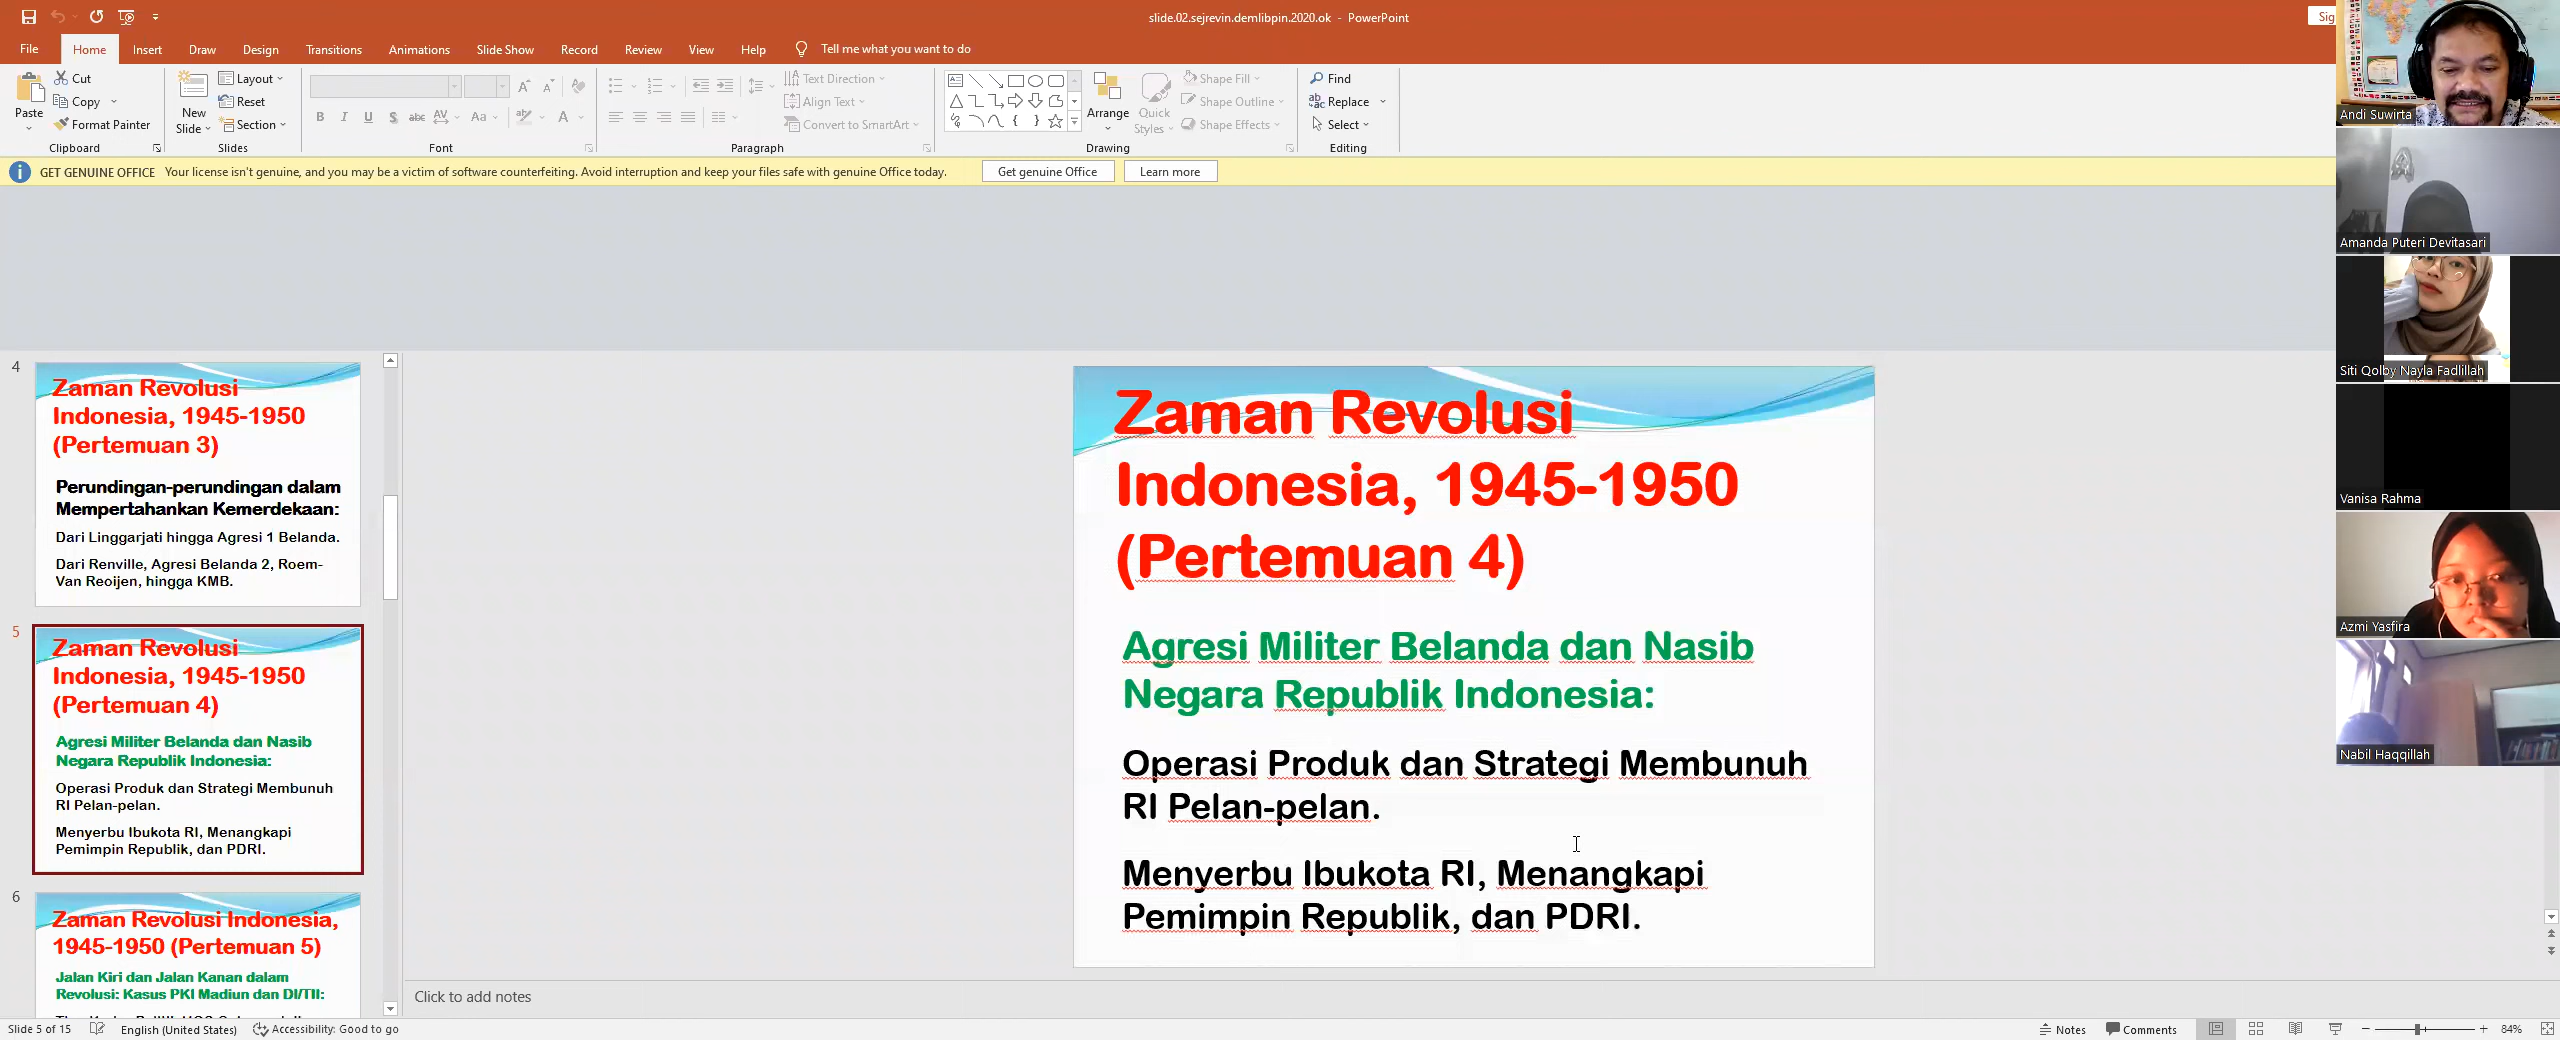 slide.02.sejrevin.demlibpin.2020.ok - PowerPoint
Sig
File Home Insert Draw Design Transitions Animations Slide Show Record Review View Help Tell me what you want to do
Paste
Cut
Copy
Format Painter
Clipboard
New
Slide
Layout
Reset
Section
Slides
B I U S abc AV Aa A
Font
Text Direction
Align Text
Convert to SmartArt
Paragraph
Arrange
Quick
Styles
Shape Fill
Shape Outline
Shape Effects
Drawing
Find
Replace
Select
Editing
GET GENUINE OFFICE Your license isn't genuine, and you may be a victim of software counterfeiting. Avoid interruption and keep your files safe with genuine Office today. Get genuine Office Learn more
4
Zaman Revolusi
Indonesia, 1945-1950
(Pertemuan 3)
Perundingan-perundingan dalam
Mempertahankan Kemerdekaan:
Dari Linggarjati hingga Agresi 1 Belanda.
Dari Renville, Agresi Belanda 2, Roem-
Van Reoijen, hingga KMB.
5
Zaman Revolusi
Indonesia, 1945-1950
(Pertemuan 4)
Agresi Militer Belanda dan Nasib
Negara Republik Indonesia:
Operasi Produk dan Strategi Membunuh
RI Pelan-pelan.
Menyerbu Ibukota RI, Menangkapi
Pemimpin Republik, dan PDRI.
6
Zaman Revolusi Indonesia,
1945-1950 (Pertemuan 5)
Jalan Kiri dan Jalan Kanan dalam
Revolusi: Kasus PKI Madiun dan DI/TII:
Zaman Revolusi
Indonesia, 1945-1950
(Pertemuan 4)
Agresi Militer Belanda dan Nasib
Negara Republik Indonesia:
Operasi Produk dan Strategi Membunuh
RI Pelan-pelan.
Menyerbu Ibukota RI, Menangkapi
Pemimpin Republik, dan PDRI.
Click to add notes
Slide 5 of 15 English (United States) Accessibility: Good to go Notes Comments 84%
Andi Suwirta
Amanda Puteri Devitasari
Siti Qolby Nayla Fadlillah
Vanisa Rahma
Azmi Yasfira
Nabil Haqqillah